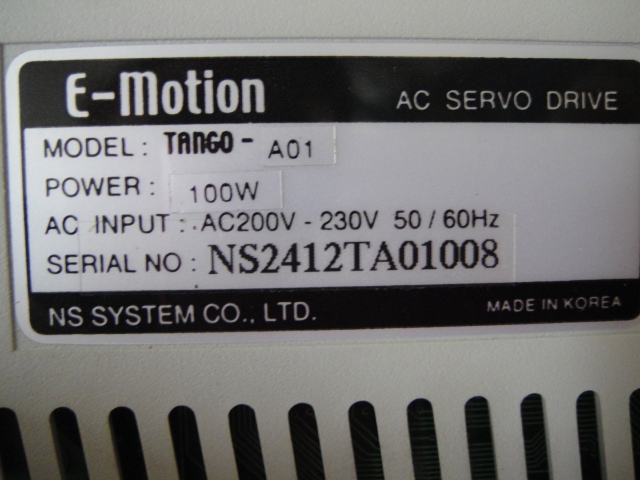 E-Motion AC SERVO DRIVE
MODEL : TANGO - A01
POWER : 100W
AC INPUT : AC200V - 230V 50 / 60Hz
SERIAL NO : NS2412TA01008
NS SYSTEM CO., LTD. MADE IN KOREA